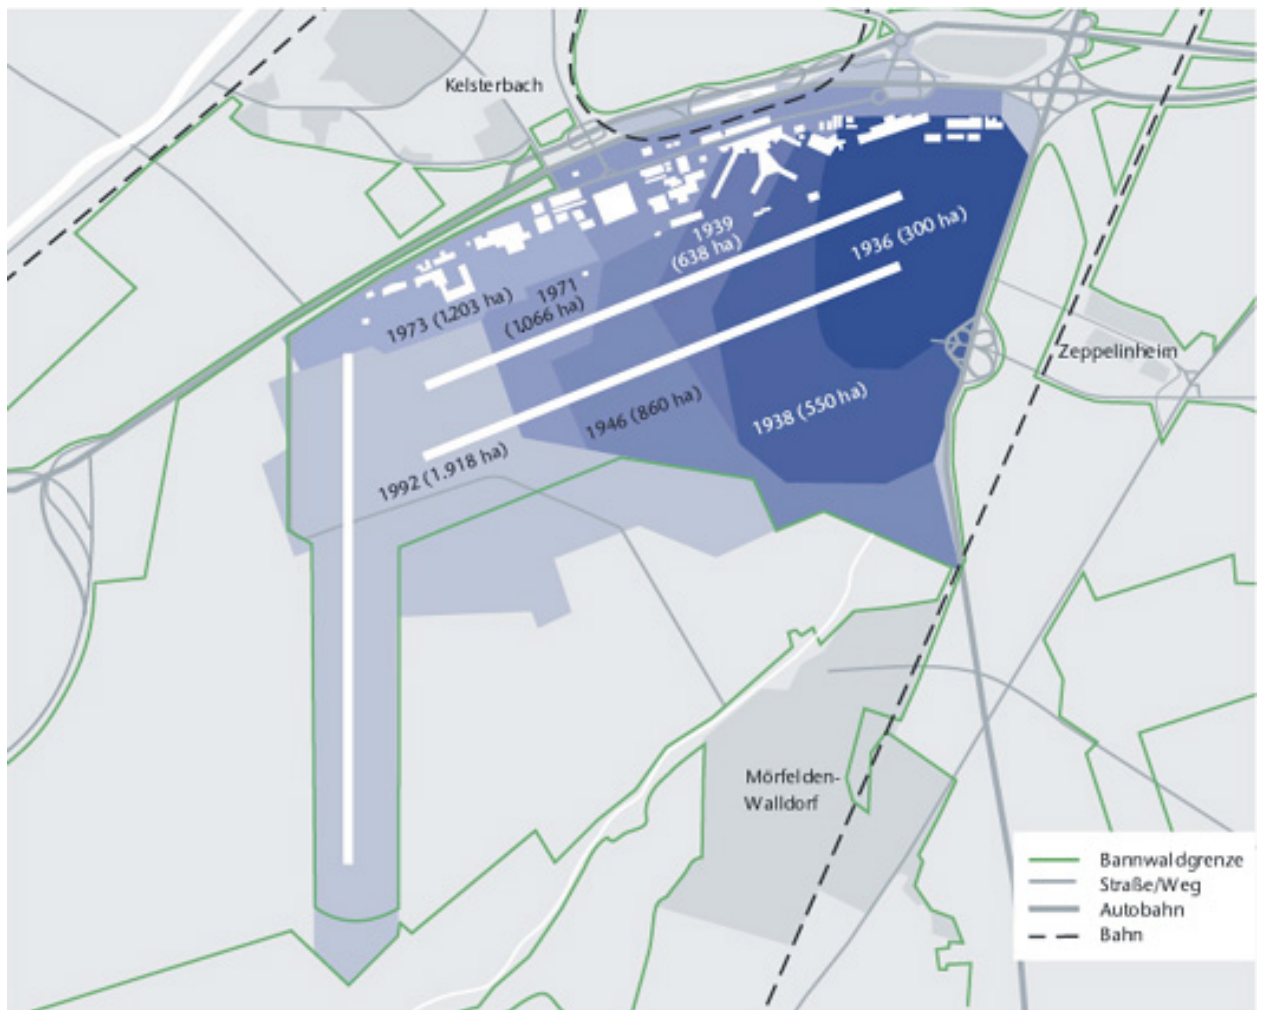 Kelsterbach
1939
(638 ha)
1936 (300 ha)
1971
(1,066 ha)
1973 (1,203 ha)
Zeppelinheim
1946 (860 ha)
1938 (550 ha)
1992 (1.918 ha)
Mörfelden-
Walldorf
Bannwaldgrenze
Straße/Weg
Autobahn
Bahn